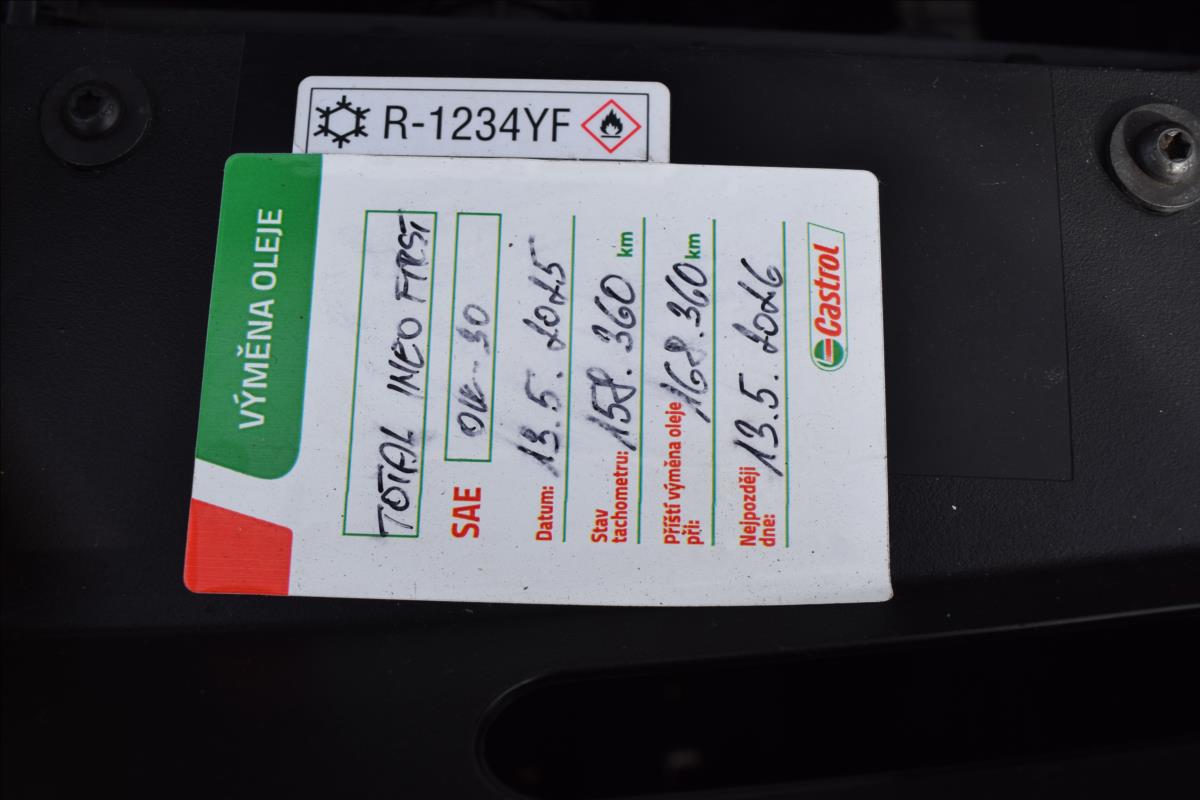 R-1234YF
VÝMĚNA OLEJE
TOTAL INEO FIRST
SAE 0W-30
Datum: 13.5.2025
Stav
tachometru: 158.360 km
Příští výměna oleje
při: 168.360 km
Nejpozději
dne: 13.5.2026
Castrol